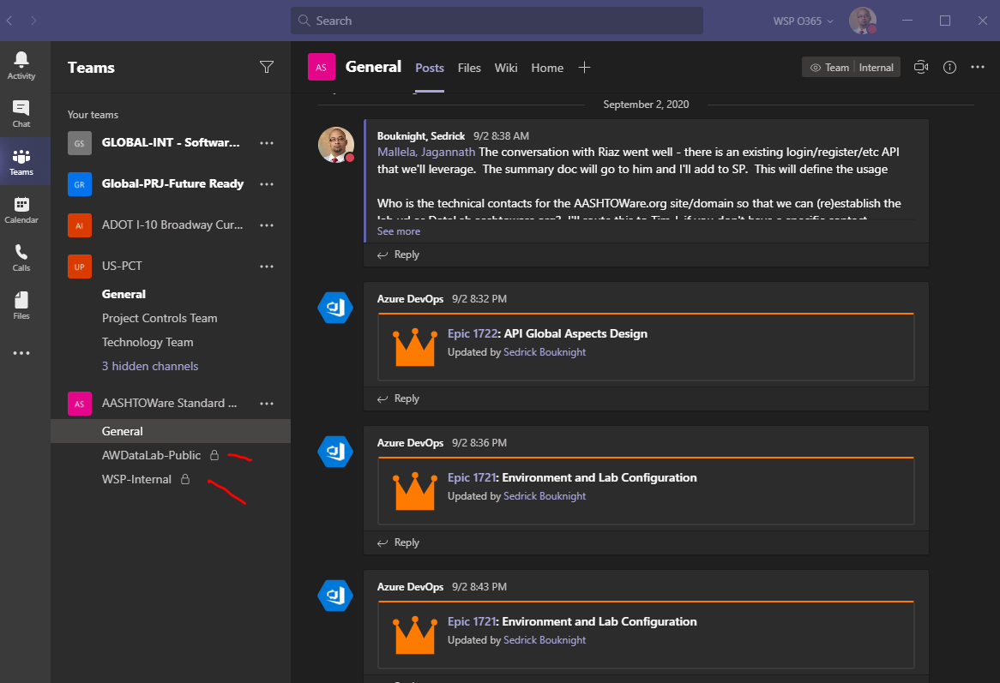 Search
WSP O365
Activity
Chat
Teams
Calendar
Calls
Files
Teams
Your teams
GS GLOBAL-INT - Softwar...
GR Global-PRJ-Future Ready
AI ADOT I-10 Broadway Cur...
UP US-PCT
General
Project Controls Team
Technology Team
3 hidden channels
AS AASHTOWare Standard ...
General
AWDataLab-Public
WSP-Internal
AS General Posts Files Wiki Home
Team Internal
September 2, 2020
Bouknight, Sedrick 9/2 8:38 AM
Mallela, Jagannath The conversation with Riaz went well - there is an existing login/register/etc API
that we'll leverage. The summary doc will go to him and I'll add to SP. This will define the usage
Who is the technical contacts for the AASHTOWare.org site/domain so that we can (re)establish the
See more
Reply
Azure DevOps 9/2 8:32 PM
Epic 1722: API Global Aspects Design
Updated by Sedrick Bouknight
Reply
Azure DevOps 9/2 8:36 PM
Epic 1721: Environment and Lab Configuration
Updated by Sedrick Bouknight
Reply
Azure DevOps 9/2 8:43 PM
Epic 1721: Environment and Lab Configuration
Updated by Sedrick Bouknight